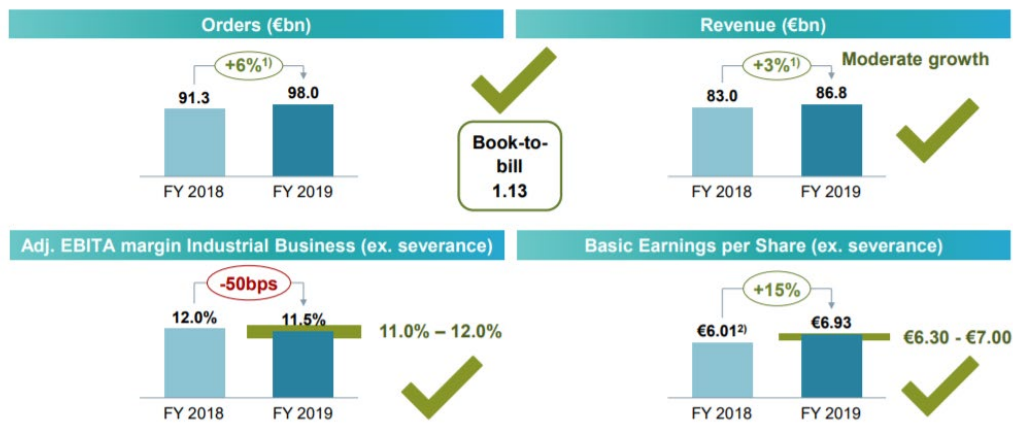 Orders (€bn)
+6%1)
91.3
98.0
FY 2018
FY 2019
Book-to-
bill
1.13
Revenue (€bn)
+3%1)
Moderate growth
83.0
86.8
FY 2018
FY 2019
Adj. EBITA margin Industrial Business (ex. severance)
-50bps
12.0%
11.5%
11.0% – 12.0%
FY 2018
FY 2019
Basic Earnings per Share (ex. severance)
+15%
€6.012)
€6.93
€6.30 - €7.00
FY 2018
FY 2019